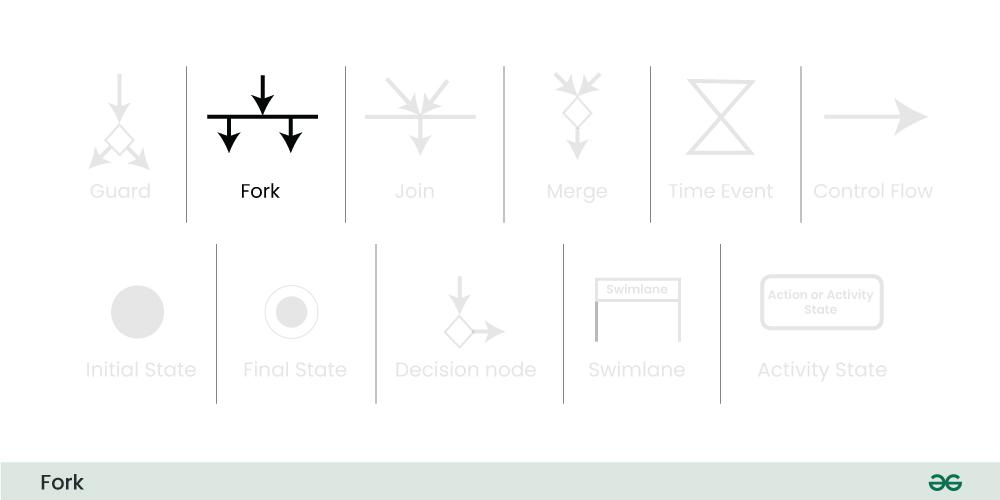 Guard
Fork
Join
Merge
Time Event
Control Flow
Swimlane
Action or Activity
State
Initial State
Final State
Decision node
Swimlane
Activity State
Fork